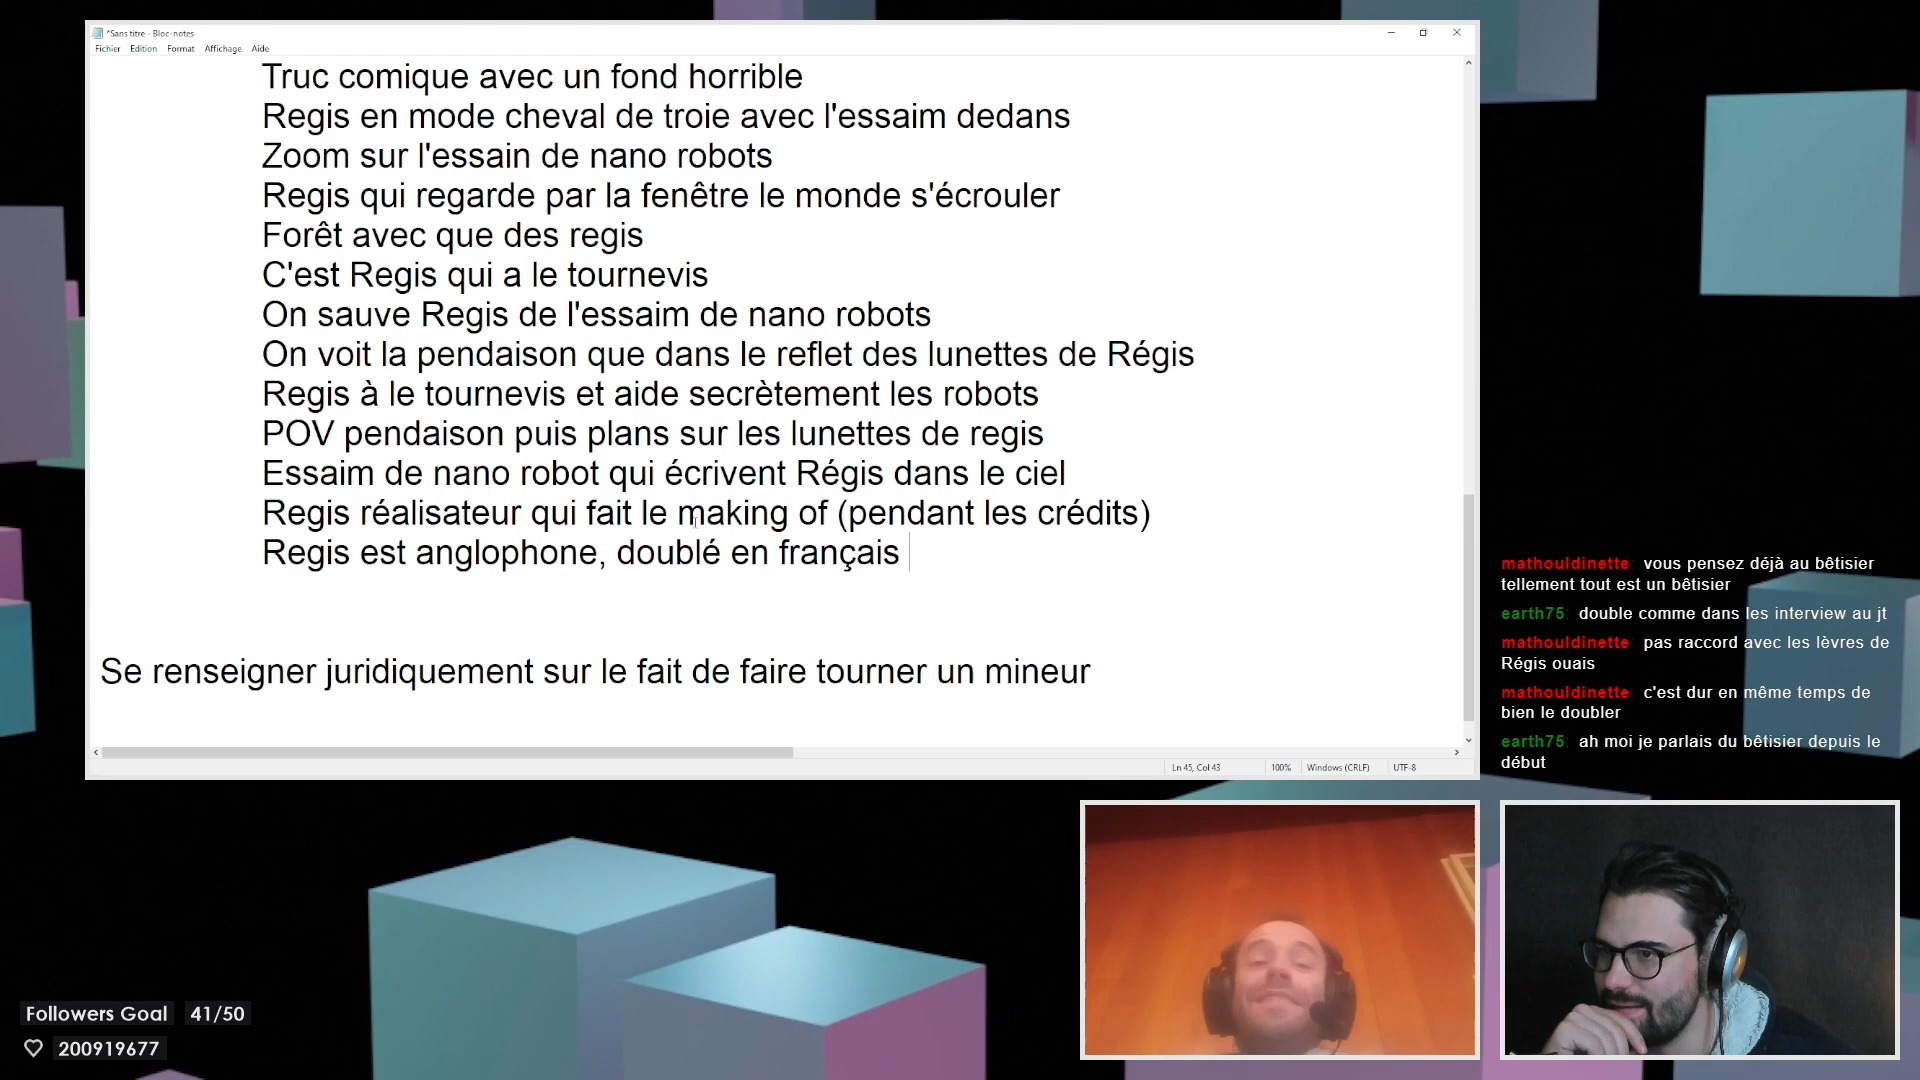 *Sans titre - Bloc-notes
Fichier Edition Format Affichage Aide
Truc comique avec un fond horrible
Regis en mode cheval de troie avec l'essaim dedans
Zoom sur l'essain de nano robots
Regis qui regarde par la fenêtre le monde s'écrouler
Forêt avec que des regis
C'est Regis qui a le tournevis
On sauve Regis de l'essaim de nano robots
On voit la pendaison que dans le reflet des lunettes de Régis
Regis à le tournevis et aide secrètement les robots
POV pendaison puis plans sur les lunettes de regis
Essaim de nano robot qui écrivent Régis dans le ciel
Regis réalisateur qui fait le making of (pendant les crédits)
Regis est anglophone, doublé en français
Se renseigner juridiquement sur le fait de faire tourner un mineur
Ln 45, Col 43 100% Windows (CRLF) UTF-8
mathouldinette: vous pensez déjà au bêtisier
tellement tout est un bêtisier
earth75: double comme dans les interview au jt
mathouldinette: pas raccord avec les lèvres de
Régis ouais
mathouldinette: c'est dur en même temps de
bien le doubler
earth75: ah moi je parlais du bêtisier depuis le
début
Followers Goal 41/50
200919677